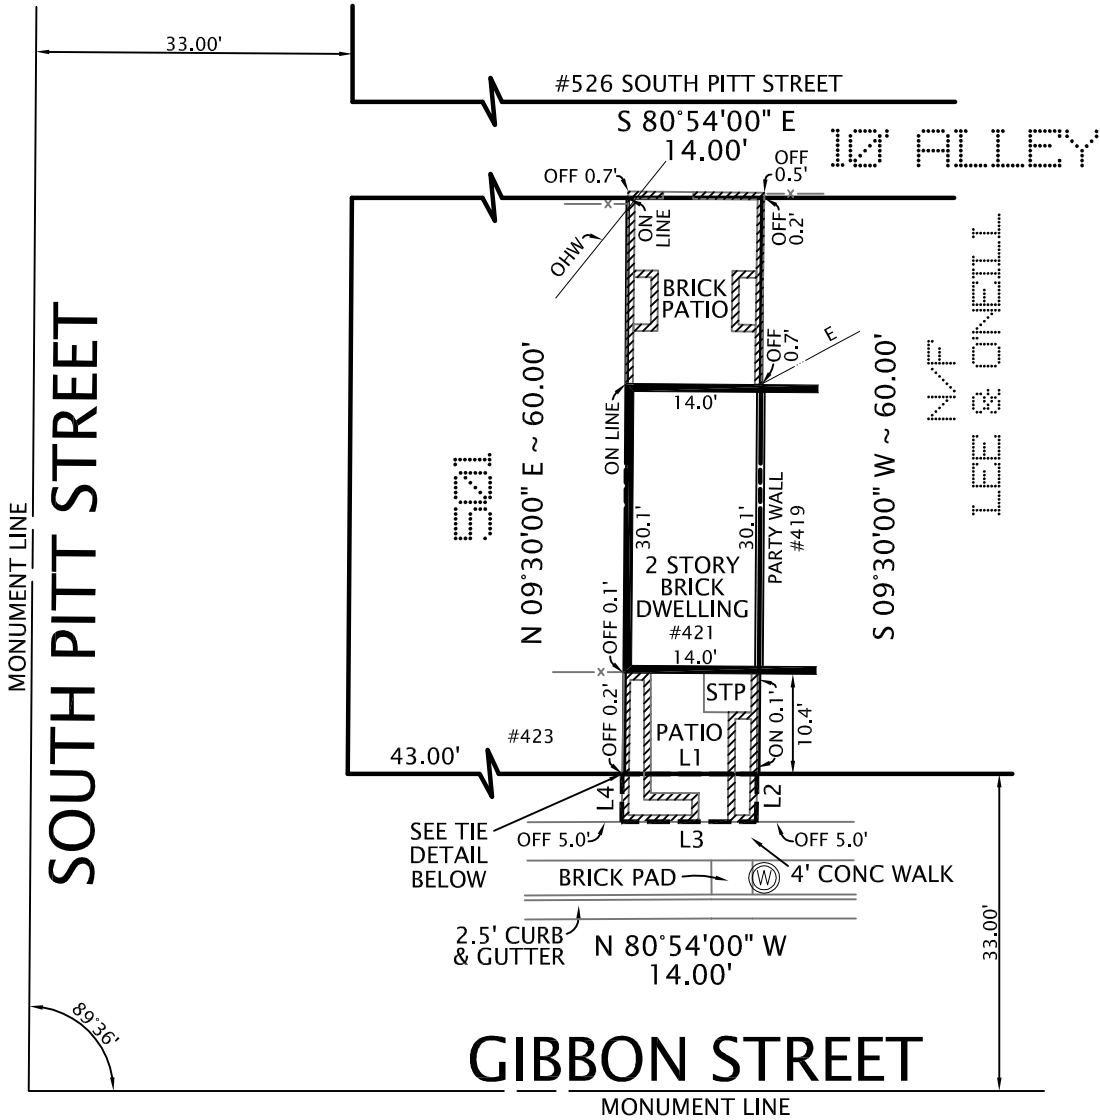 33.00'
#526 SOUTH PITT STREET
S 80°54'00" E
14.00'
10' ALLEY
OFF 0.7'
OFF
0.5'
ON
LINE
OFF
0.2'
OHW
BRICK
PATIO
OFF
0.7'
E
14.0'
ON LINE
N 09°30'00" E ~ 60.00'
S 09°30'00" W ~ 60.00'
N/F
LEE & ONEILL
501
30.1'
30.1'
PARTY WALL
#419
2 STORY
BRICK
DWELLING
#421
14.0'
OFF 0.1'
SOUTH PITT STREET
MONUMENT LINE
STP
OFF 0.2'
PATIO
L1
ON 0.1'
10.4'
#423
43.00'
L4
L2
SEE TIE
DETAIL
BELOW
OFF 5.0'
L3
OFF 5.0'
BRICK PAD
W
4' CONC WALK
2.5' CURB
& GUTTER
N 80°54'00" W
14.00'
33.00'
89°36'
GIBBON STREET
MONUMENT LINE